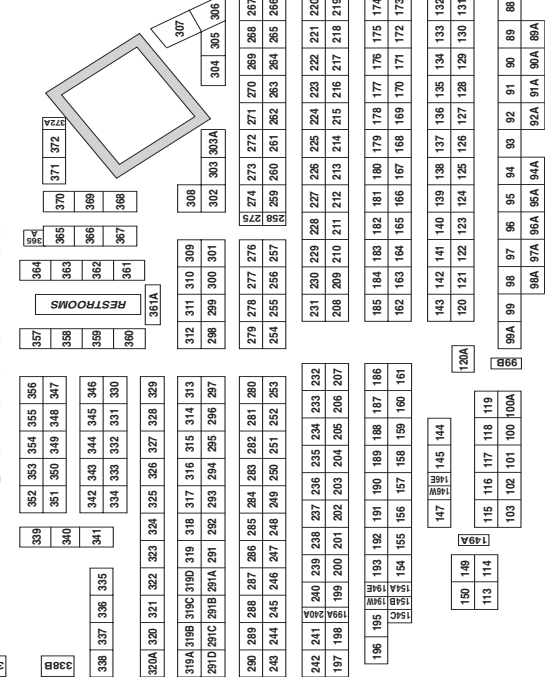 339 352 353 354 355 356 357 364 365 A
338B 351 350 349 348 347 371 372 372A
340 358 363 365 370
RESTROOMS
341 342 343 344 345 346 359 362 366 369
338 337 336 335 334 333 332 331 330 360 361 367 368
320A 320 321 322 323 324 325 326 327 328 329 361A
319A 319B 319C 319D 319 318 317 316 315 314 313 312 311 310 309 308 307
291D 291C 291B 291A 291 292 293 294 295 296 297 298 299 300 301 302 303 303A 304 305 306
290 289 288 287 286 285 284 283 282 281 280 279 278 277 276 275 274 273 272 271 270 269 268 267
243 244 245 246 247 248 249 250 251 252 253 254 255 256 257 258 259 260 261 262 263 264 265 266
242 241 240A 240 239 238 237 236 235 234 233 232 231 230 229 228 227 226 225 224 223 222 221 220
197 198 199A 199 200 201 202 203 204 205 206 207 208 209 210 211 212 213 214 215 216 217 218 219
196 195 194W 194E 193 192 191 190 189 188 187 186 185 184 183 182 181 180 179 178 177 176 175 174
154C 154B 154A 154 155 156 157 158 159 160 161 162 163 164 165 166 167 168 169 170 171 172 173
147 146W 146E 145 144 143 142 141 140 139 138 137 136 135 134 133 132
150 149 149A 120A 120 121 122 123 124 125 126 127 128 129 130 131
113 114 115 116 117 118 119
103 102 101 100 100A 99B 99A 99 98 97 96 95 94 93 92 91 90 89 88
98A 97A 96A 95A 94A 92A 91A 90A 89A